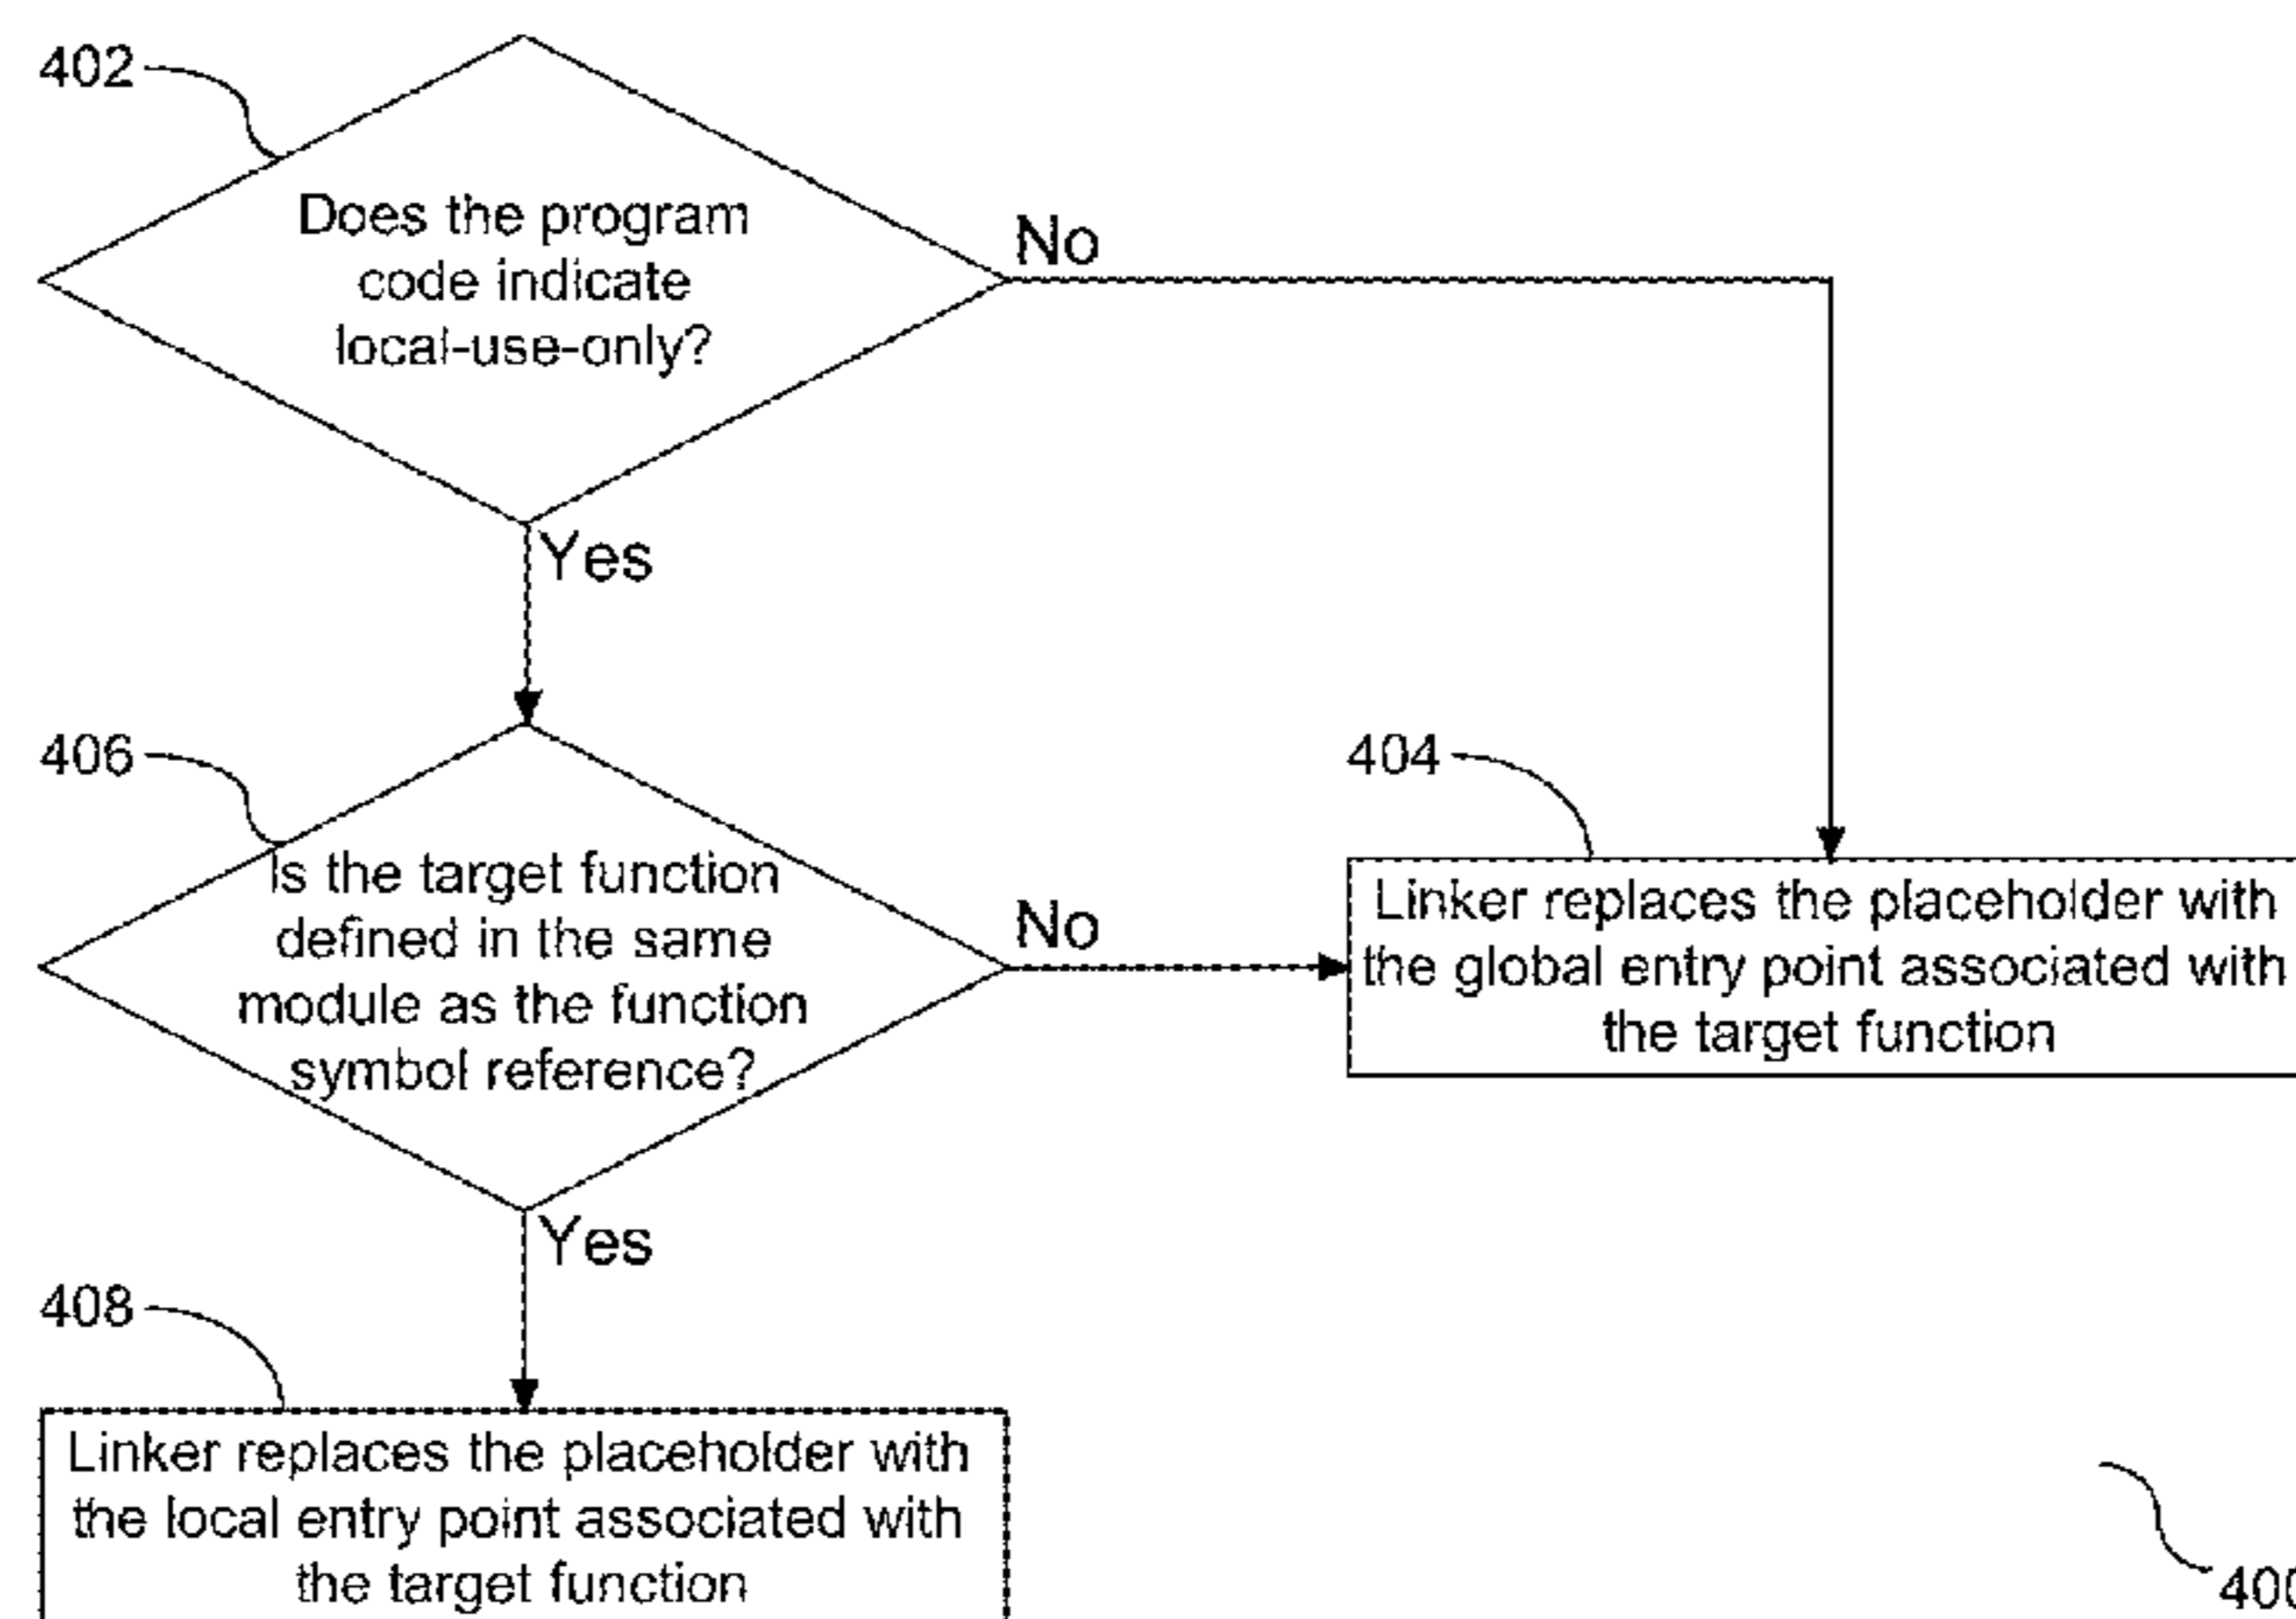 402
Does the program
code indicate
local-use-only?
No
Yes
406
Is the target function
defined in the same
module as the function
symbol reference?
No
404
Linker replaces the placeholder with
the global entry point associated with
the target function
Yes
408
Linker replaces the placeholder with
the local entry point associated with
the target function
400